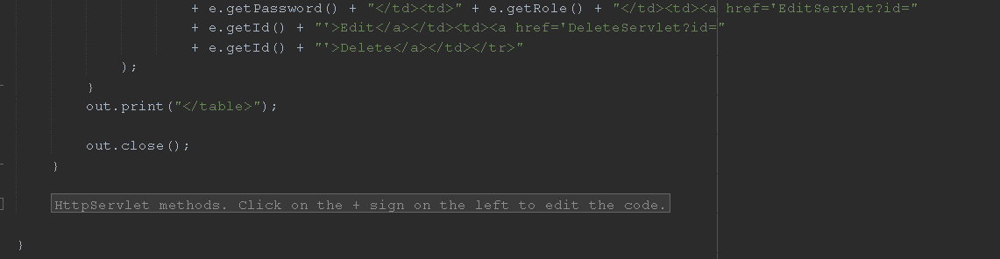 + e.getPassword() + "</td><td>" + e.getRole() + "</td><td><a href='EditServlet?id="
+ e.getId() + "'>Edit</a></td><td><a href='DeleteServlet?id="
+ e.getId() + "'>Delete</a></td></tr>"
);
}
out.print("</table>");
out.close();
}
HttpServlet methods. Click on the + sign on the left to edit the code.
}